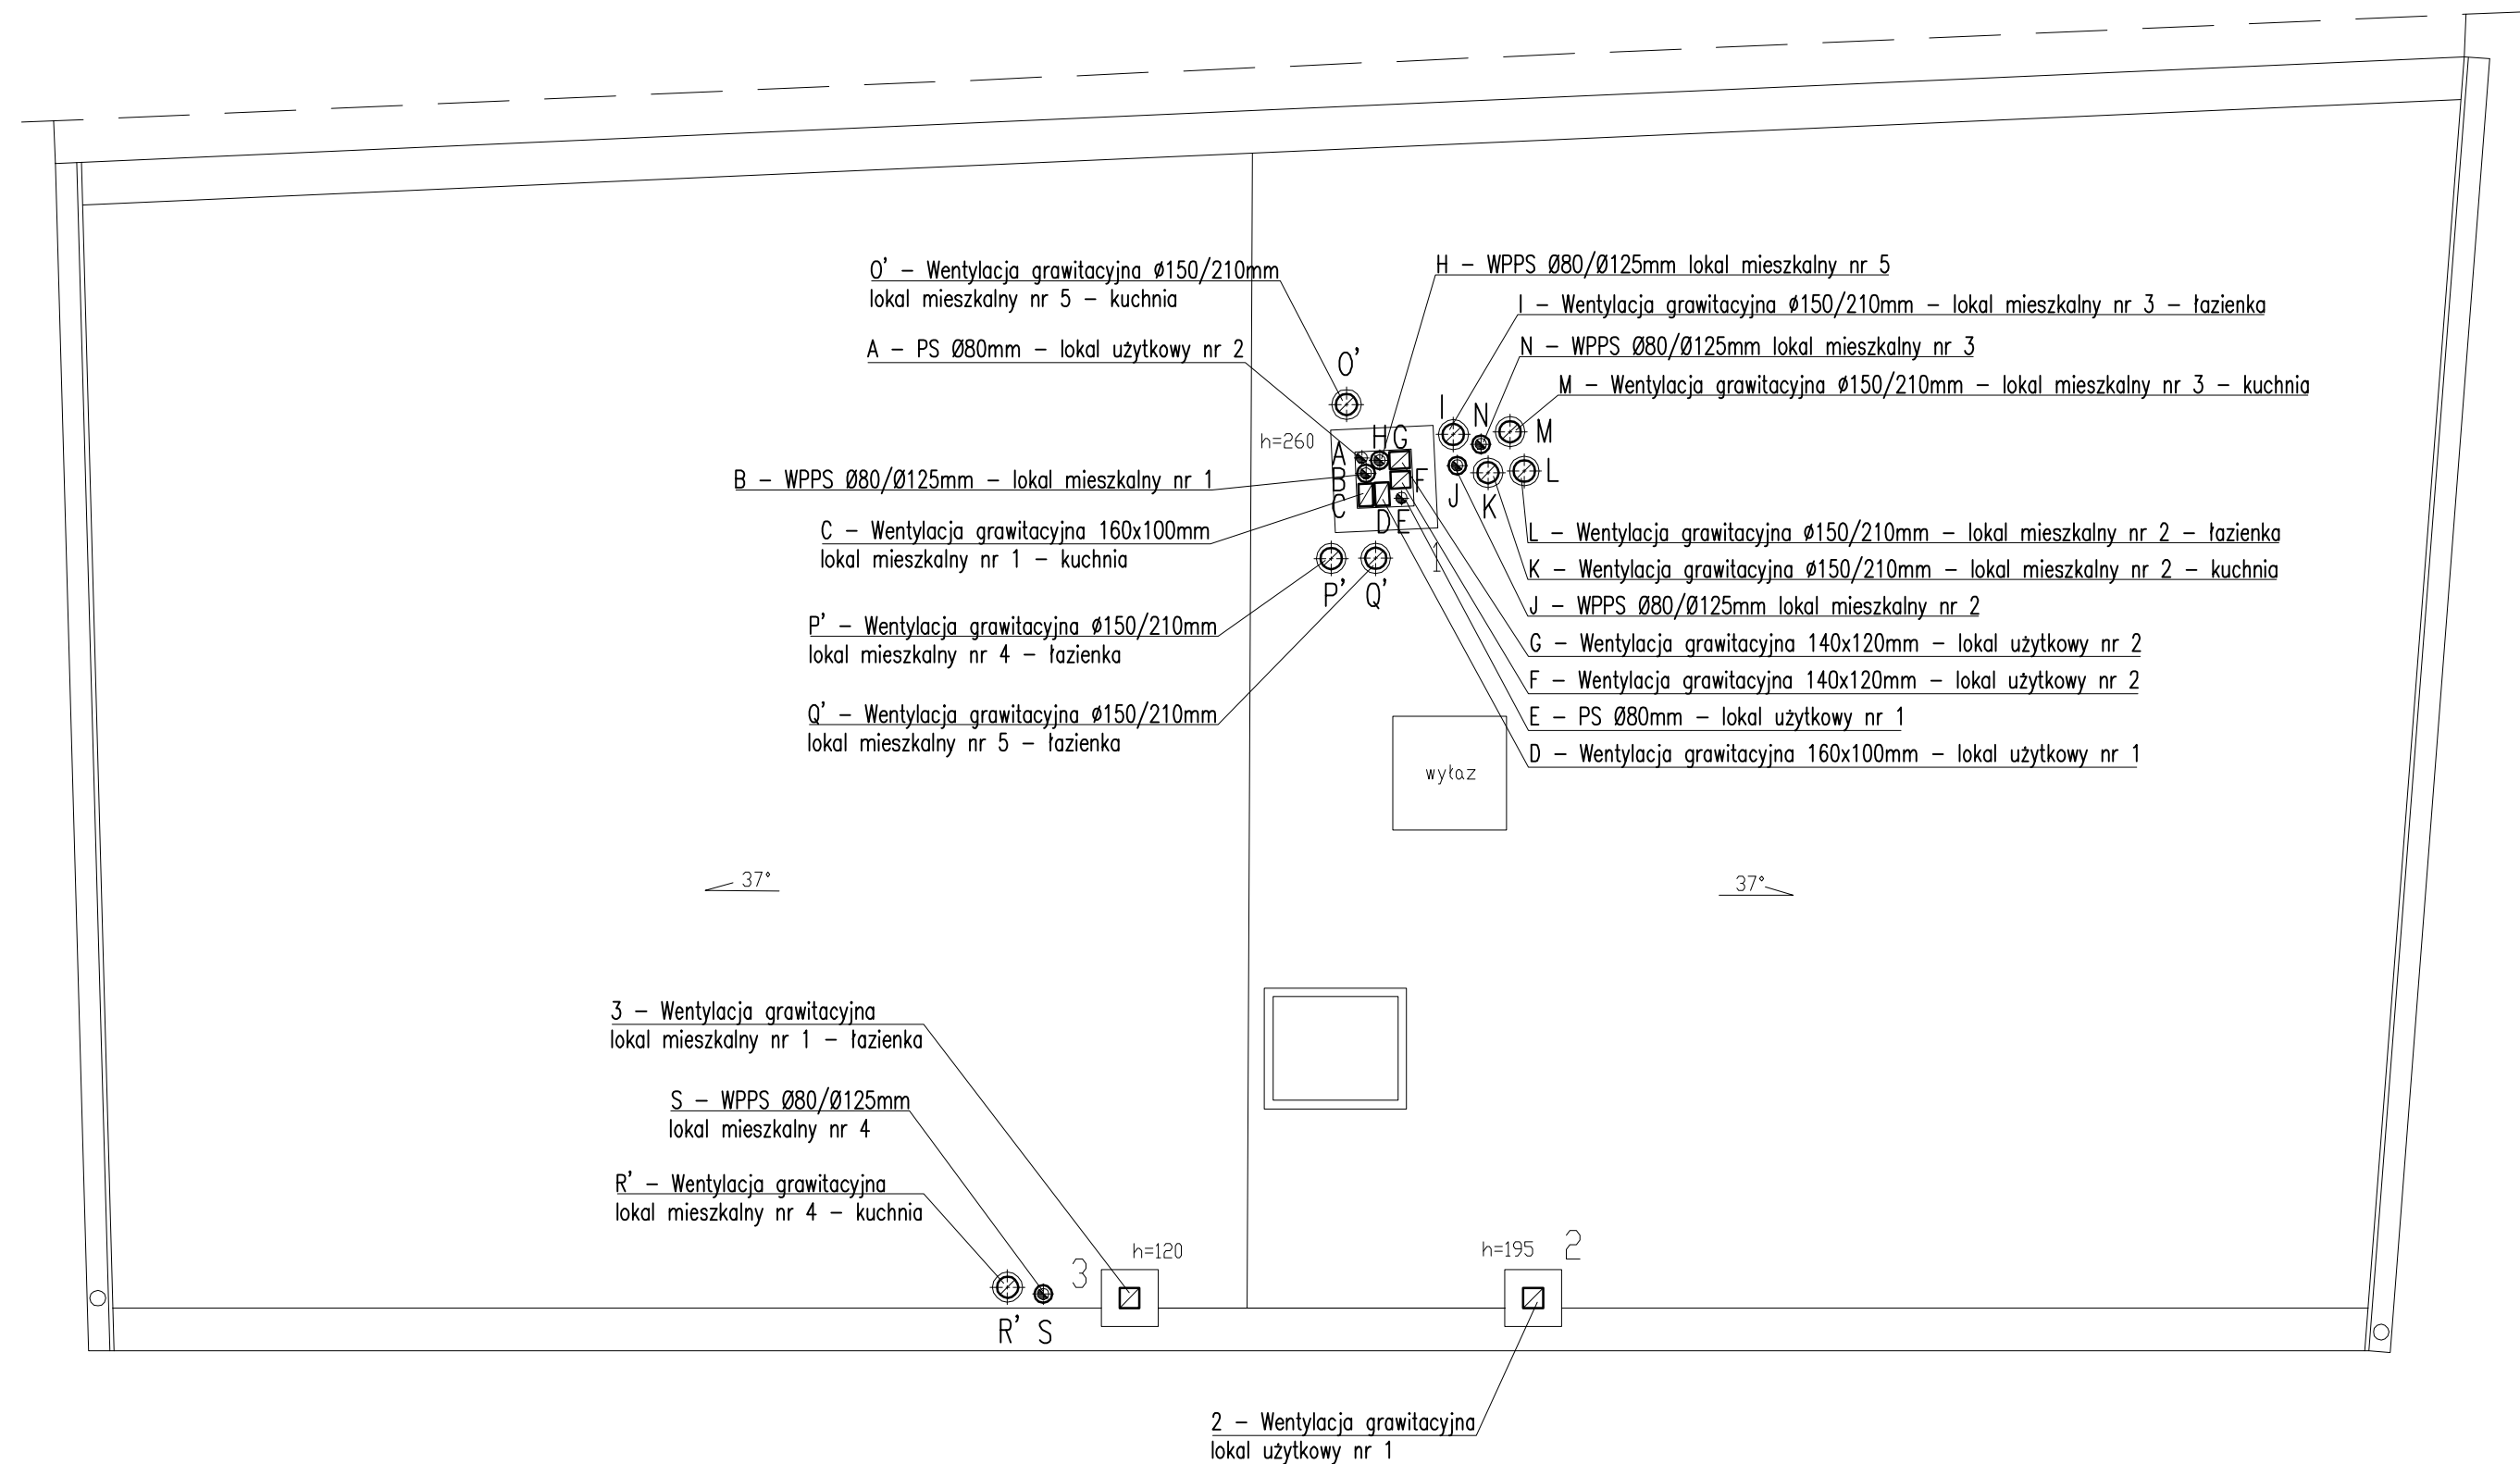 O' – Wentylacja grawitacyjna ø150/210mm
lokal mieszkalny nr 5 – kuchnia
A – PS Ø80mm – lokal użytkowy nr 2
B – WPPS Ø80/Ø125mm – lokal mieszkalny nr 1
C – Wentylacja grawitacyjna 160x100mm
lokal mieszkalny nr 1 – kuchnia
P' – Wentylacja grawitacyjna ø150/210mm
lokal mieszkalny nr 4 – łazienka
Q' – Wentylacja grawitacyjna ø150/210mm
lokal mieszkalny nr 5 – łazienka
H – WPPS Ø80/Ø125mm lokal mieszkalny nr 5
I – Wentylacja grawitacyjna ø150/210mm – lokal mieszkalny nr 3 – łazienka
N – WPPS Ø80/Ø125mm lokal mieszkalny nr 3
M – Wentylacja grawitacyjna ø150/210mm – lokal mieszkalny nr 3 – kuchnia
O'
h=260
A
B
C
H G
F
D E
1
I
N
M
J
K
L
P'
Q'
L – Wentylacja grawitacyjna ø150/210mm – lokal mieszkalny nr 2 – łazienka
K – Wentylacja grawitacyjna ø150/210mm – lokal mieszkalny nr 2 – kuchnia
J – WPPS Ø80/Ø125mm lokal mieszkalny nr 2
G – Wentylacja grawitacyjna 140x120mm – lokal użytkowy nr 2
F – Wentylacja grawitacyjna 140x120mm – lokal użytkowy nr 2
E – PS Ø80mm – lokal użytkowy nr 1
D – Wentylacja grawitacyjna 160x100mm – lokal użytkowy nr 1
wyłaz
37°
37°
3 – Wentylacja grawitacyjna
lokal mieszkalny nr 1 – łazienka
S – WPPS Ø80/Ø125mm
lokal mieszkalny nr 4
R' – Wentylacja grawitacyjna
lokal mieszkalny nr 4 – kuchnia
3
h=120
h=195
2
R'
S
2 – Wentylacja grawitacyjna
lokal użytkowy nr 1